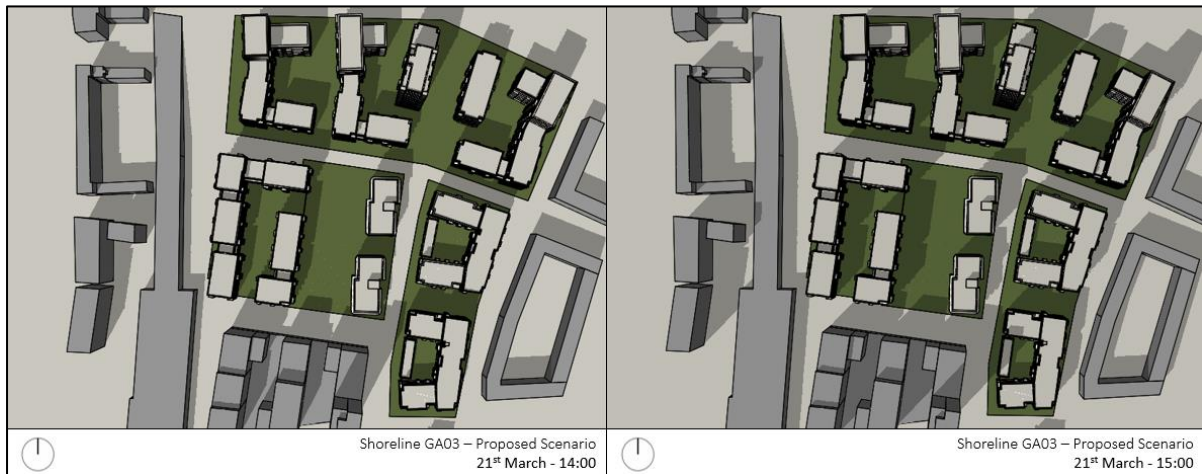 Shoreline GA03 – Proposed Scenario
21st March - 14:00
Shoreline GA03 – Proposed Scenario
21st March - 15:00